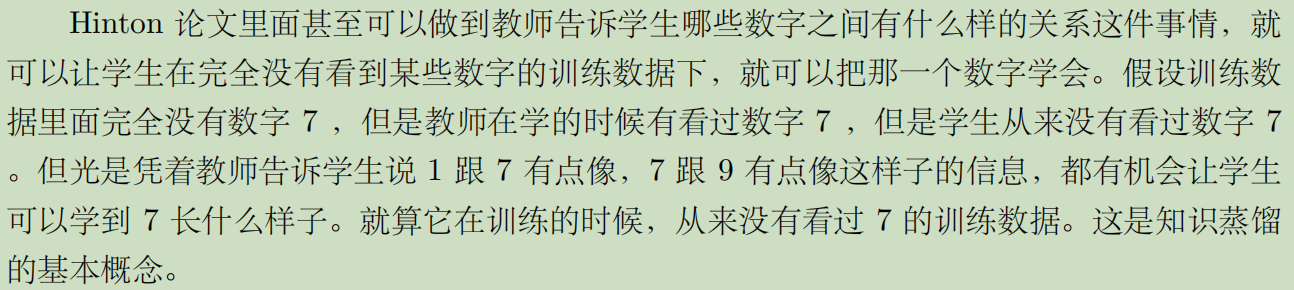 Hinton 论文里面甚至可以做到教师告诉学生哪些数字之间有什么样的关系这件事情，就
可以让学生在完全没有看到某些数字的训练数据下，就可以把那一个数字学会。假设训练数
据里面完全没有数字 7 ，但是教师在学的时候有看过数字 7 ，但是学生从来没有看过数字 7
。但光是凭着教师告诉学生说 1 跟 7 有点像，7 跟 9 有点像这样子的信息，都有机会让学生
可以学到 7 长什么样子。就算它在训练的时候，从来没有看过 7 的训练数据。这是知识蒸馏
的基本概念。